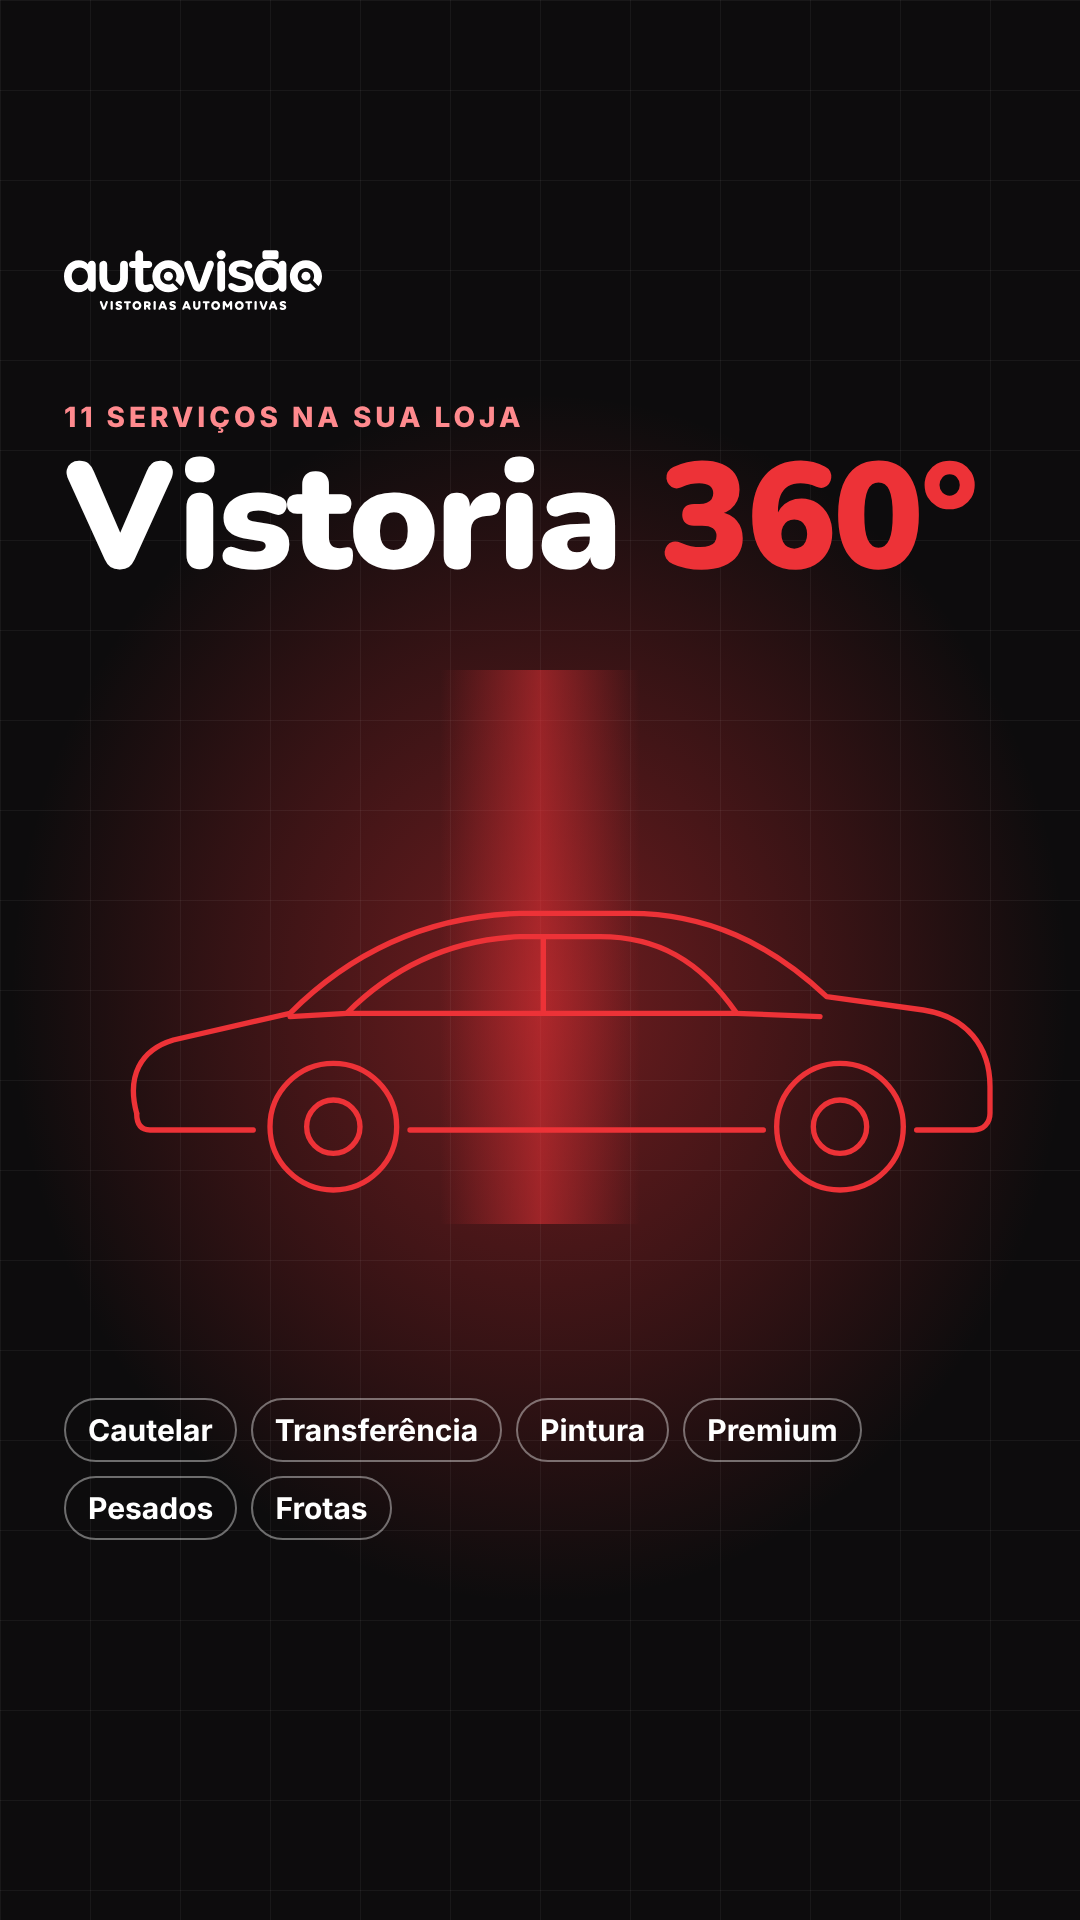 autovisão
VISTORIAS AUTOMOTIVAS
11 SERVIÇOS NA SUA LOJA
Vistoria 360°
Cautelar Transferência Pintura Premium
Pesados Frotas